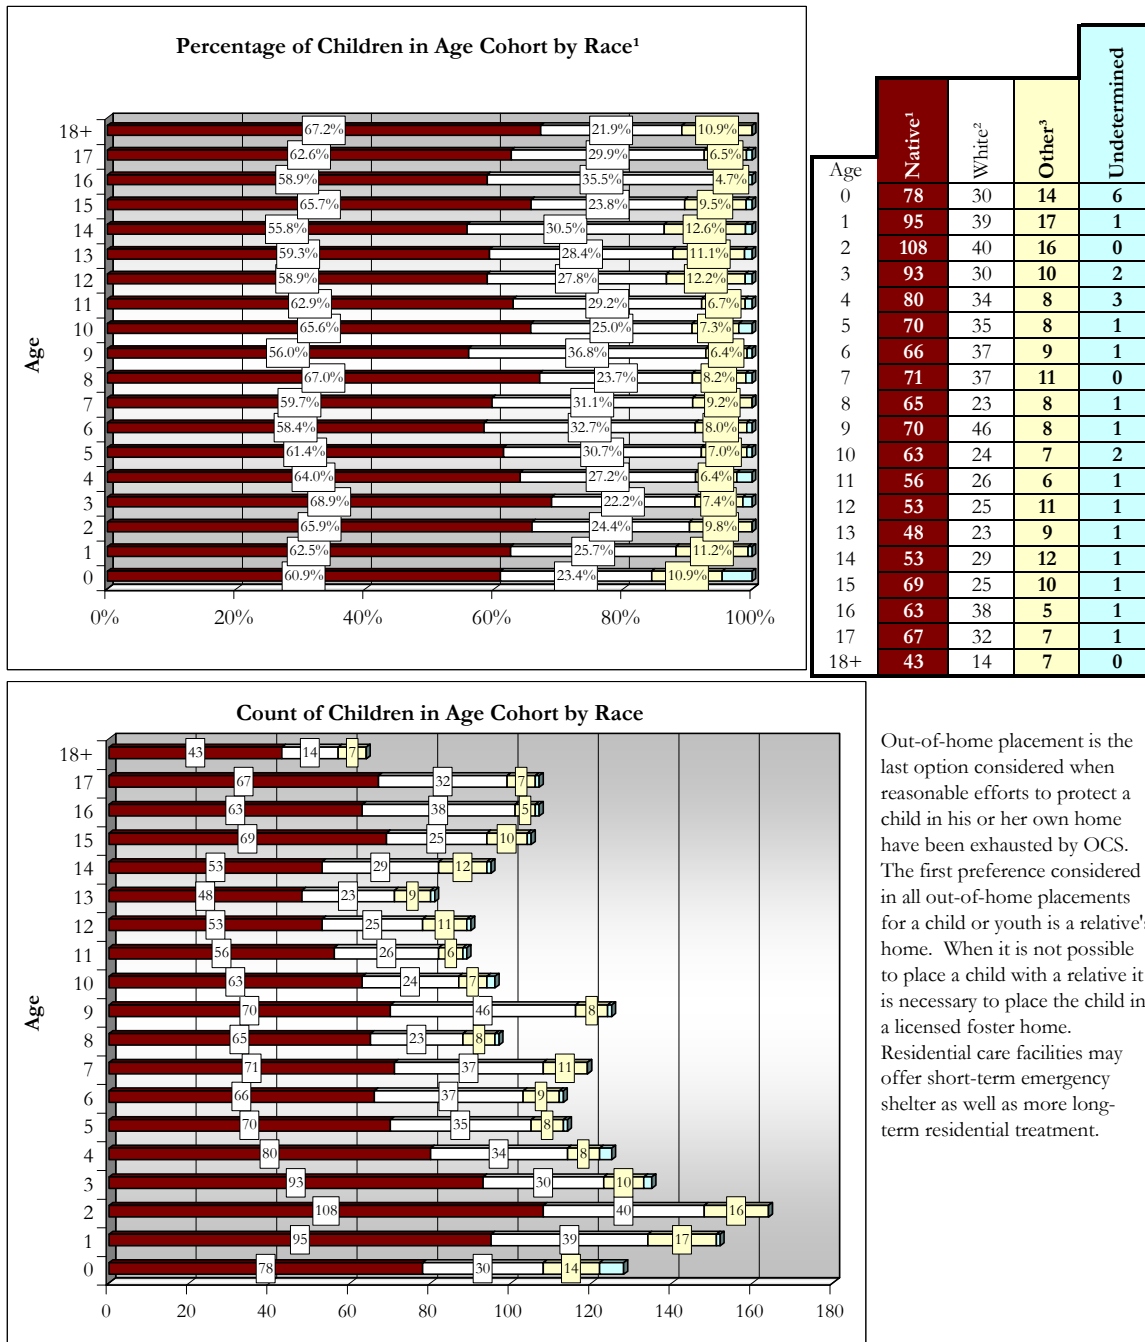 Percentage of Children in Age Cohort by Race¹
Age
18+ 67.2% 21.9% 10.9%
17 62.6% 29.9% 6.5%
16 58.9% 35.5% 4.7%
15 65.7% 23.8% 9.5%
14 55.8% 30.5% 12.6%
13 59.3% 28.4% 11.1%
12 58.9% 27.8% 12.2%
11 62.9% 29.2% 6.7%
10 65.6% 25.0% 7.3%
9 56.0% 36.8% 6.4%
8 67.0% 23.7% 8.2%
7 59.7% 31.1% 9.2%
6 58.4% 32.7% 8.0%
5 61.4% 30.7% 7.0%
4 64.0% 27.2% 6.4%
3 68.9% 22.2% 7.4%
2 65.9% 24.4% 9.8%
1 62.5% 25.7% 11.2%
0 60.9% 23.4% 10.9%
0% 20% 40% 60% 80% 100%
Age Native¹ White² Other³ Undetermined
0 78 30 14 6
1 95 39 17 1
2 108 40 16 0
3 93 30 10 2
4 80 34 8 3
5 70 35 8 1
6 66 37 9 1
7 71 37 11 0
8 65 23 8 1
9 70 46 8 1
10 63 24 7 2
11 56 26 6 1
12 53 25 11 1
13 48 23 9 1
14 53 29 12 1
15 69 25 10 1
16 63 38 5 1
17 67 32 7 1
18+ 43 14 7 0
Count of Children in Age Cohort by Race
Age
18+ 43 14 7
17 67 32 7
16 63 38 5
15 69 25 10
14 53 29 12
13 48 23 9
12 53 25 11
11 56 26 6
10 63 24 7
9 70 46 8
8 65 23 8
7 71 37 11
6 66 37 9
5 70 35 8
4 80 34 8
3 93 30 10
2 108 40 16
1 95 39 17
0 78 30 14
0 20 40 60 80 100 120 140 160 180
Out-of-home placement is the
last option considered when
reasonable efforts to protect a
child in his or her own home
have been exhausted by OCS.
The first preference considered
in all out-of-home placements
for a child or youth is a relative's
home. When it is not possible
to place a child with a relative it
is necessary to place the child in
a licensed foster home.
Residential care facilities may
offer short-term emergency
shelter as well as more long-
term residential treatment.